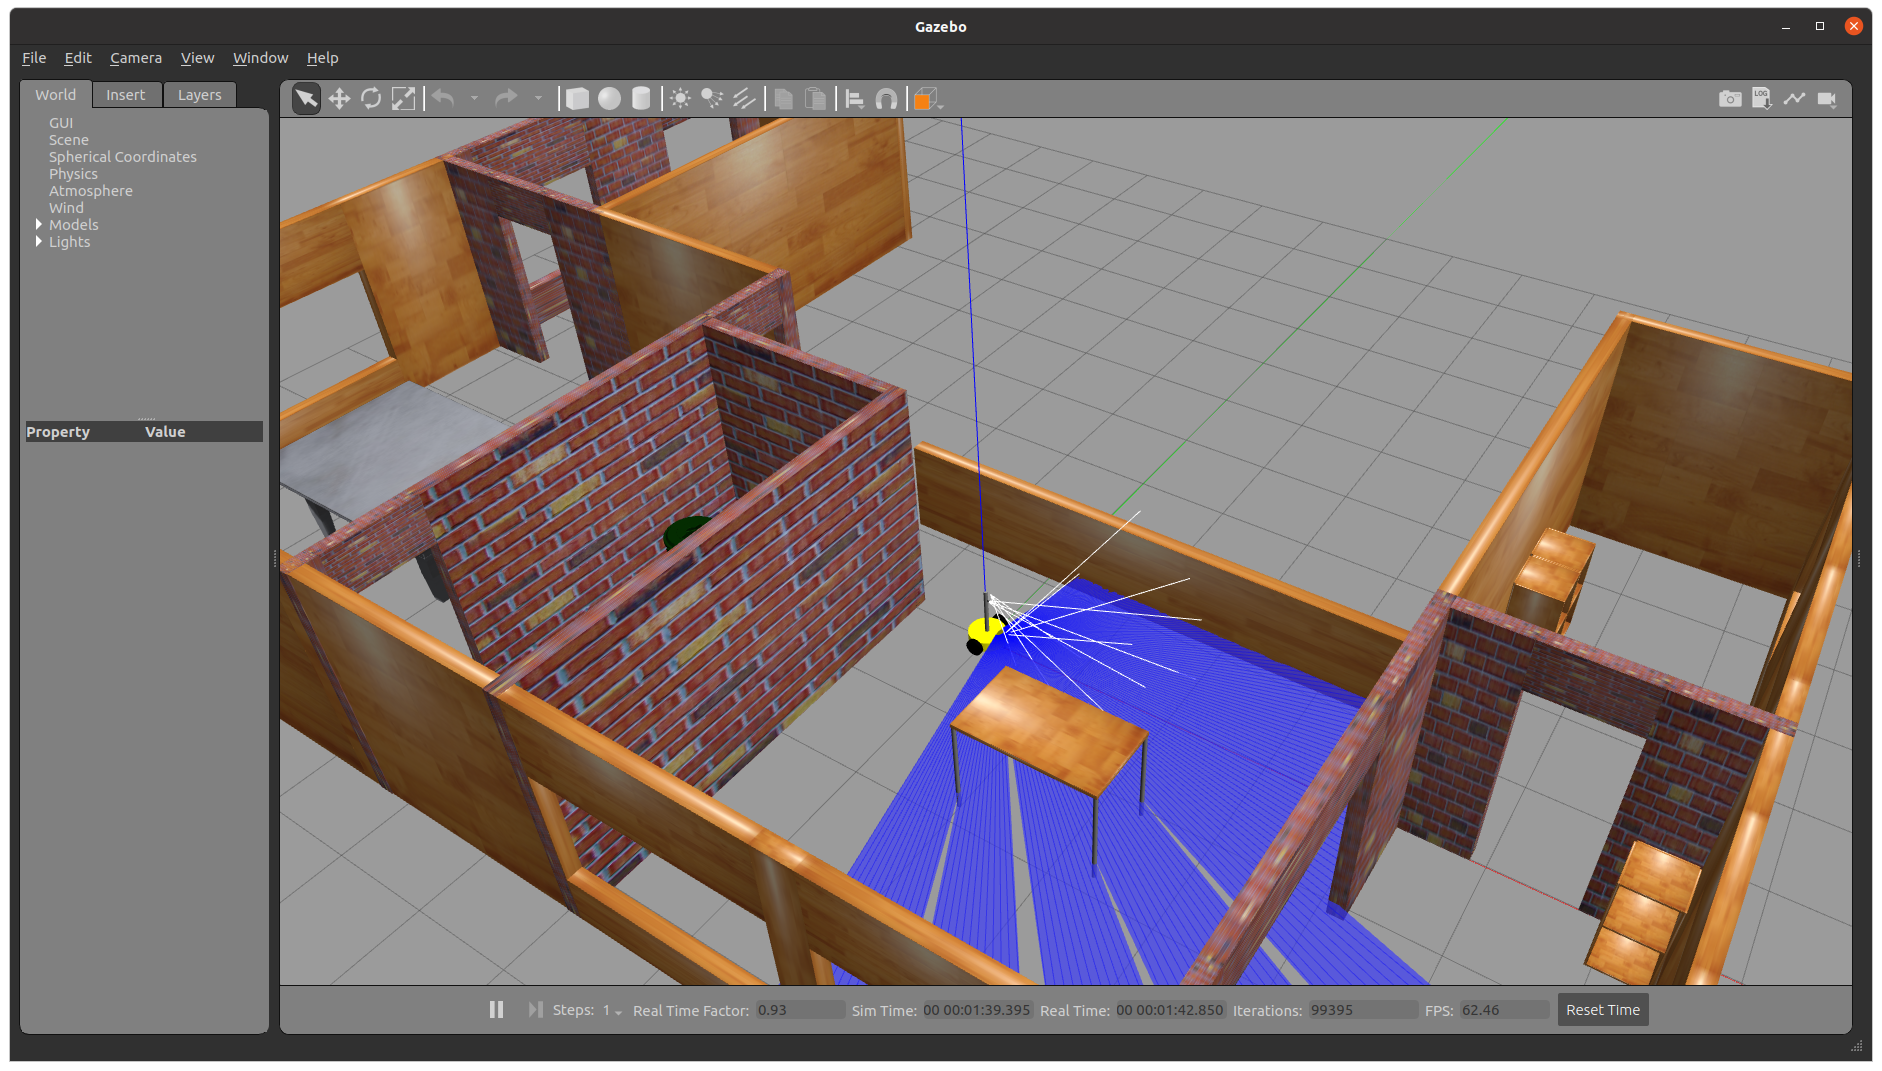 Gazebo
File Edit Camera View Window Help
World Insert Layers
LOG
GUI
Scene
Spherical Coordinates
Physics
Atmosphere
Wind
Models
Lights
Property Value
Steps: 1 Real Time Factor: 0.93 Sim Time: 00 00:01:39.395 Real Time: 00 00:01:42.850 Iterations: 99395 FPS: 62.46 Reset Time